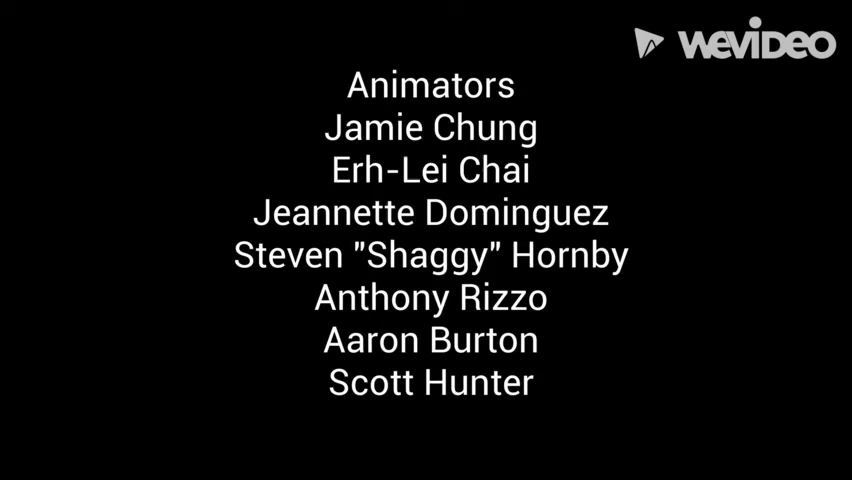 WEVIDEO
Animators
Jamie Chung
Erh-Lei Chai
Jeannette Dominguez
Steven "Shaggy" Hornby
Anthony Rizzo
Aaron Burton
Scott Hunter